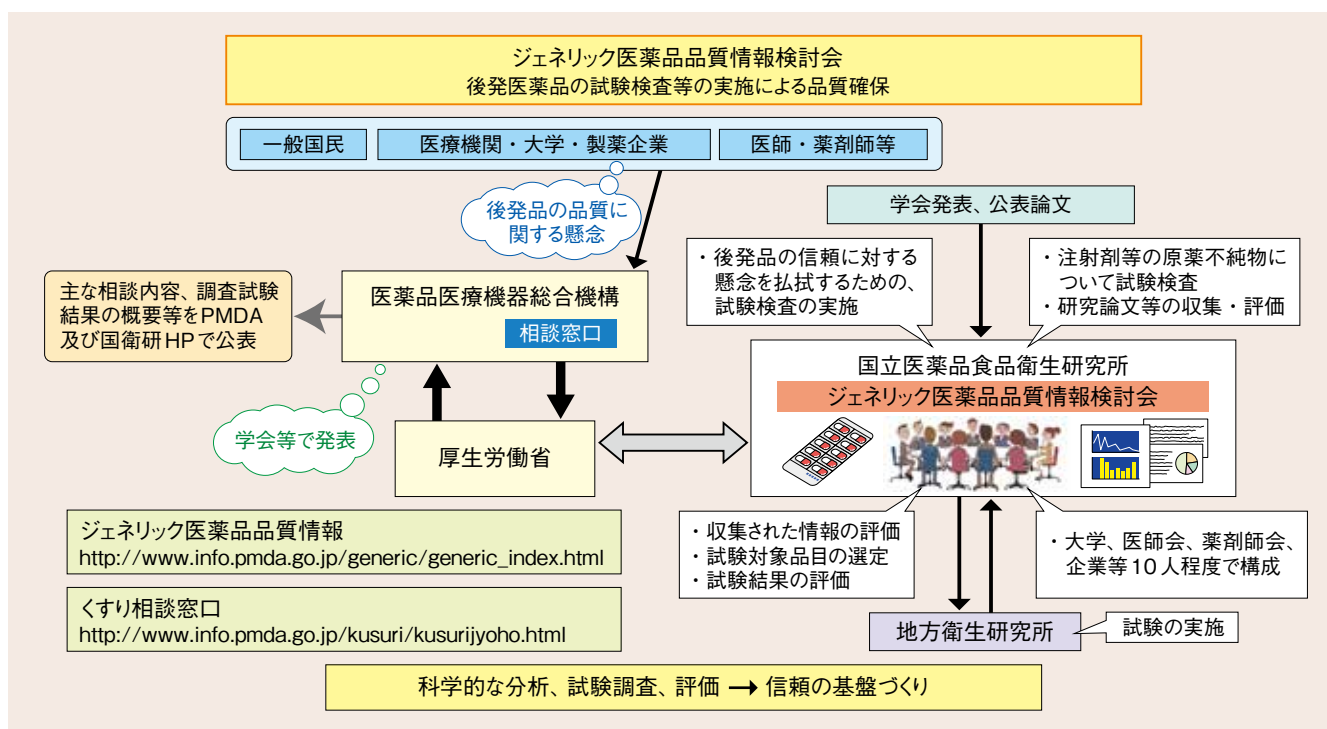 ジェネリック医薬品品質情報検討会
後発医薬品の試験検査等の実施による品質確保
一般国民
医療機関・大学・製薬企業
医師・薬剤師等
後発品の品質に
関する懸念
学会発表、公表論文
・後発品の信頼に対する
懸念を払拭するための、
試験検査の実施
・注射剤等の原薬不純物に
ついて試験検査
・研究論文等の収集・評価
主な相談内容、調査試験
結果の概要等をPMDA
及び国衛研HPで公表
医薬品医療機器総合機構
相談窓口
国立医薬品食品衛生研究所
ジェネリック医薬品品質情報検討会
学会等で発表
厚生労働省
ジェネリック医薬品品質情報
http://www.info.pmda.go.jp/generic/generic_index.html
・収集された情報の評価
・試験対象品目の選定
・試験結果の評価
・大学、医師会、薬剤師会、
企業等10人程度で構成
くすり相談窓口
http://www.info.pmda.go.jp/kusuri/kusurijyoho.html
地方衛生研究所
試験の実施
科学的な分析、試験調査、評価 → 信頼の基盤づくり